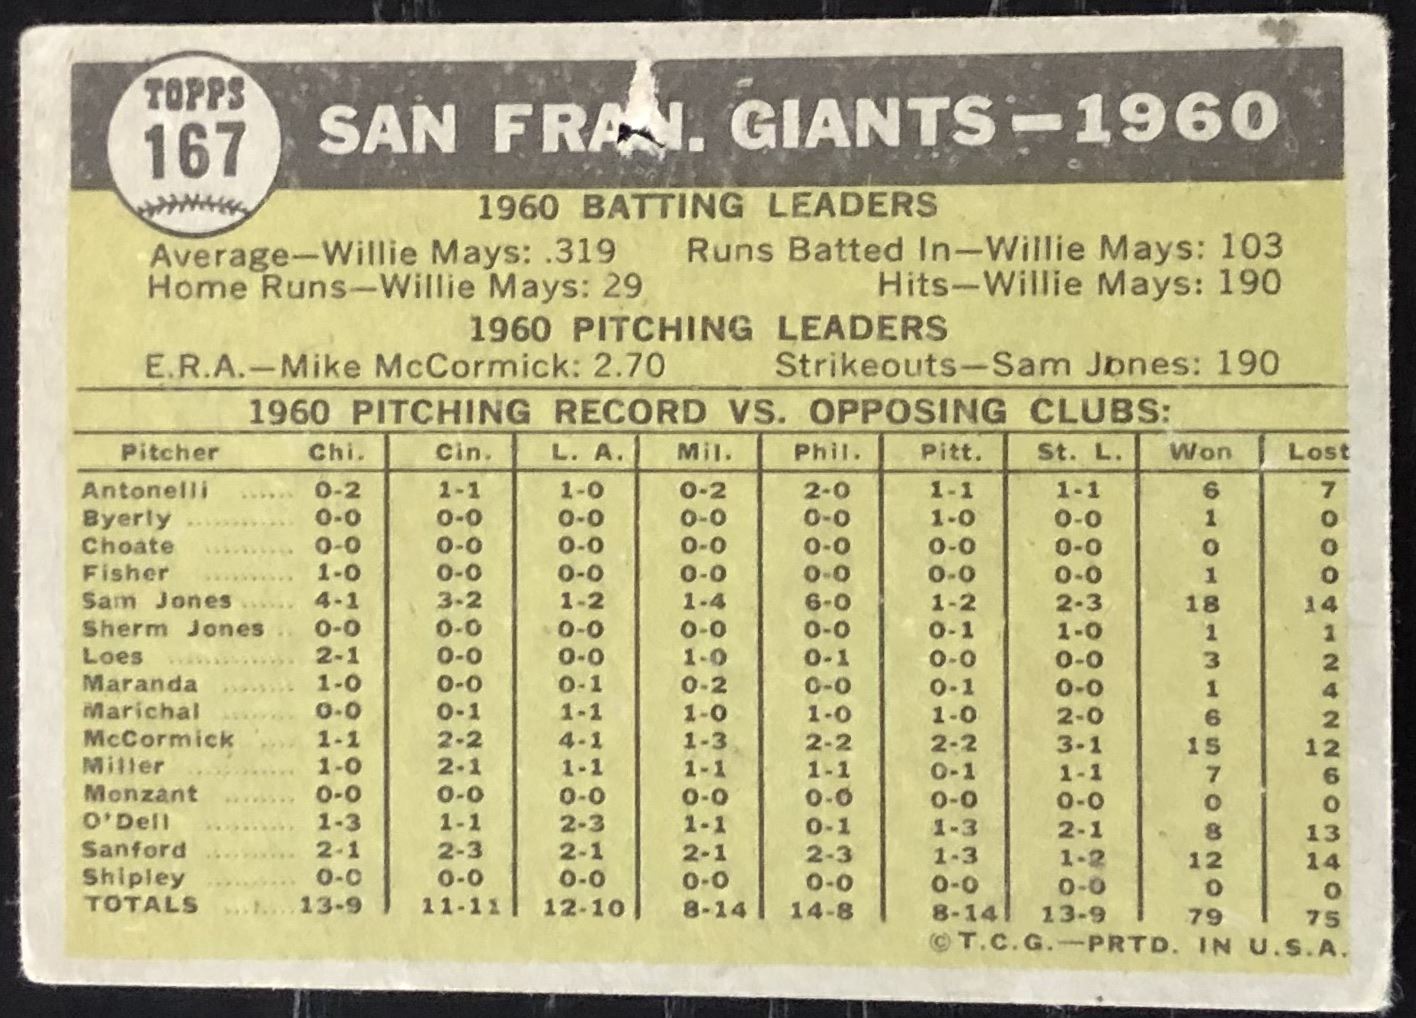 TOPPS
167
SAN FRAN. GIANTS—1960
1960 BATTING LEADERS
Average—Willie Mays: .319 Runs Batted In—Willie Mays: 103
Home Runs—Willie Mays: 29 Hits—Willie Mays: 190
1960 PITCHING LEADERS
E.R.A.—Mike McCormick: 2.70 Strikeouts—Sam Jones: 190
1960 PITCHING RECORD VS. OPPOSING CLUBS:
Pitcher Chi. Cin. L. A. Mil. Phil. Pitt. St. L. Won Lost
Antonelli ...... 0-2 1-1 1-0 0-2 2-0 1-1 1-1 6 7
Byerly ............ 0-0 0-0 0-0 0-0 0-0 1-0 0-0 1 0
Choate .......... 0-0 0-0 0-0 0-0 0-0 0-0 0-0 0 0
Fisher .......... 1-0 0-0 0-0 0-0 0-0 0-0 0-0 1 0
Sam Jones ...... 4-1 3-2 1-2 1-4 6-0 1-2 2-3 18 14
Sherm Jones .. 0-0 0-0 0-0 0-0 0-0 0-1 1-0 1 1
Loes .............. 2-1 0-0 0-0 1-0 0-1 0-0 0-0 3 2
Maranda ........ 1-0 0-0 0-1 0-2 0-0 0-1 0-0 1 4
Marichal ........ 0-0 0-1 1-1 1-0 1-0 1-0 2-0 6 2
McCormick .... 1-1 2-2 4-1 1-3 2-2 2-2 3-1 15 12
Miller ............ 1-0 2-1 1-1 1-1 1-1 0-1 1-1 7 6
Monzant ........ 0-0 0-0 0-0 0-0 0-0 0-0 0-0 0 0
O'Dell .......... 1-3 1-1 2-3 1-1 0-1 1-3 2-1 8 13
Sanford .......... 2-1 2-3 2-1 2-1 2-3 1-3 1-2 12 14
Shipley .......... 0-0 0-0 0-0 0-0 0-0 0-0 0-0 0 0
TOTALS ........ 13-9 11-11 12-10 8-14 14-8 8-14 13-9 79 75
©T.C.G.—PRTD. IN U.S.A.